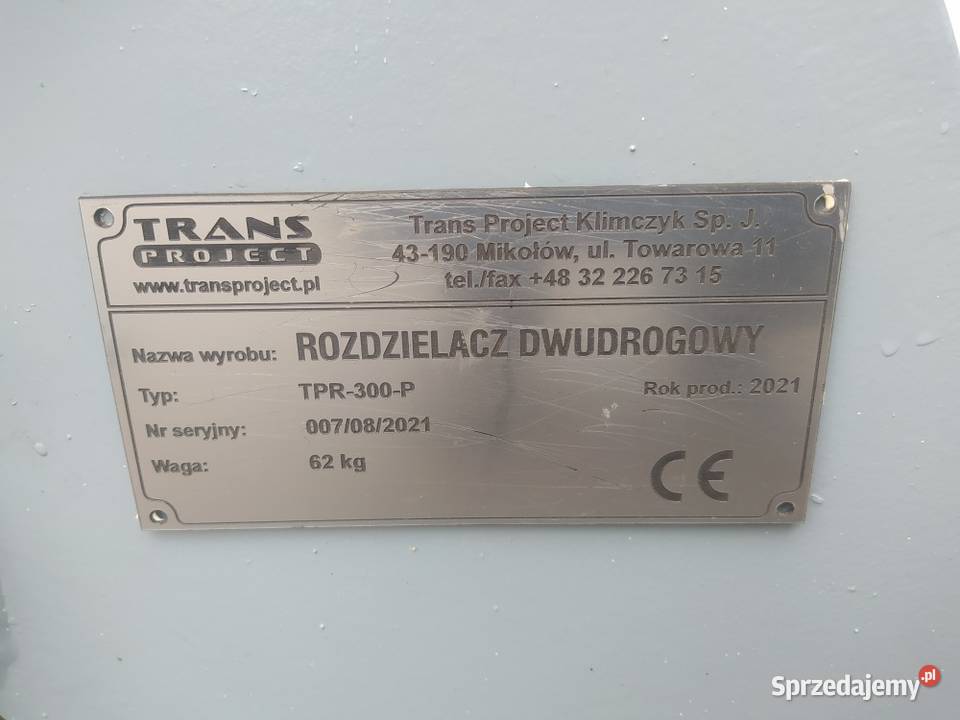 TRANS
PROJECT
www.transproject.pl
Trans Project Klimczyk Sp. J.
43-190 Mikołów, ul. Towarowa 11
tel./fax +48 32 226 73 15
Nazwa wyrobu: ROZDZIELACZ DWUDROGOWY
Typ: TPR-300-P Rok prod.: 2021
Nr seryjny: 007/08/2021
Waga: 62 kg
CE
Sprzedajemy.pl